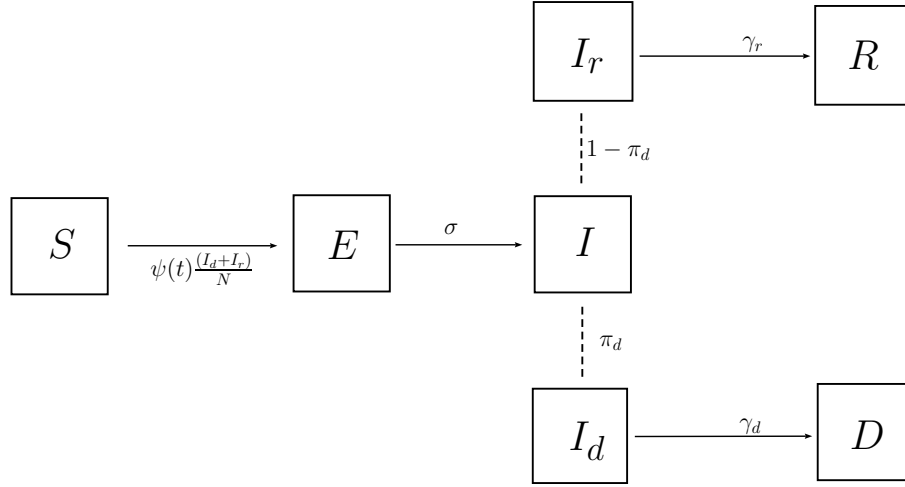 I_r
γ_r
R
1 − π_d
S
ψ(t) (I_d+I_r)/N
E
σ
I
π_d
I_d
γ_d
D